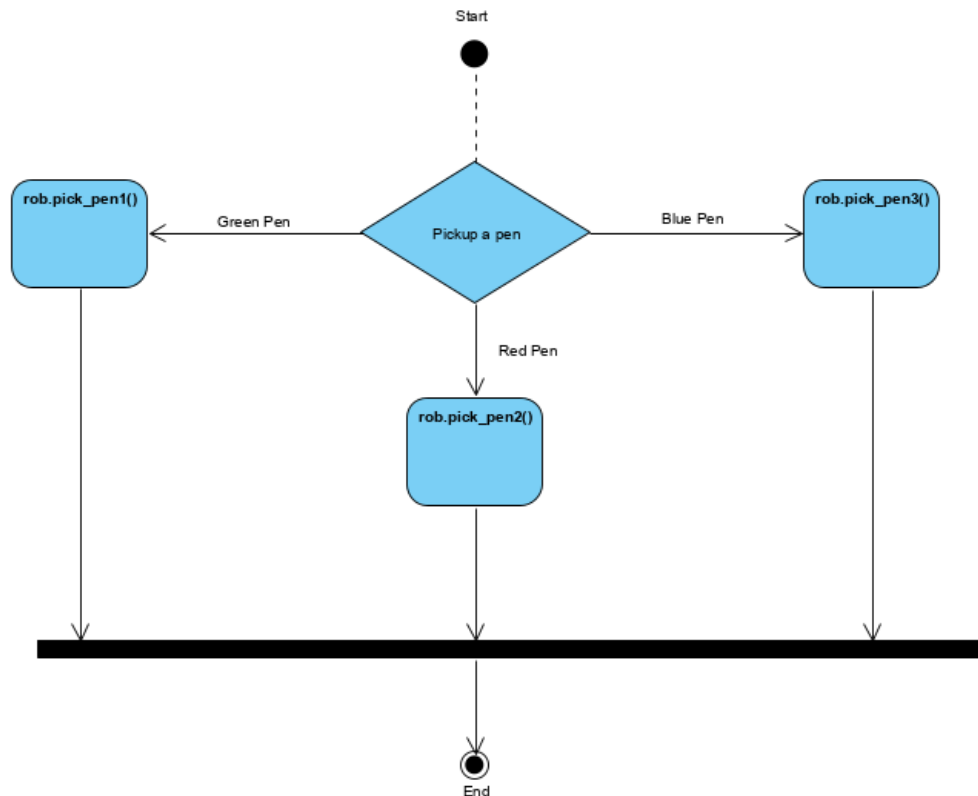 Start
rob.pick_pen1()
Green Pen
Pickup a pen
Blue Pen
rob.pick_pen3()
Red Pen
rob.pick_pen2()
End